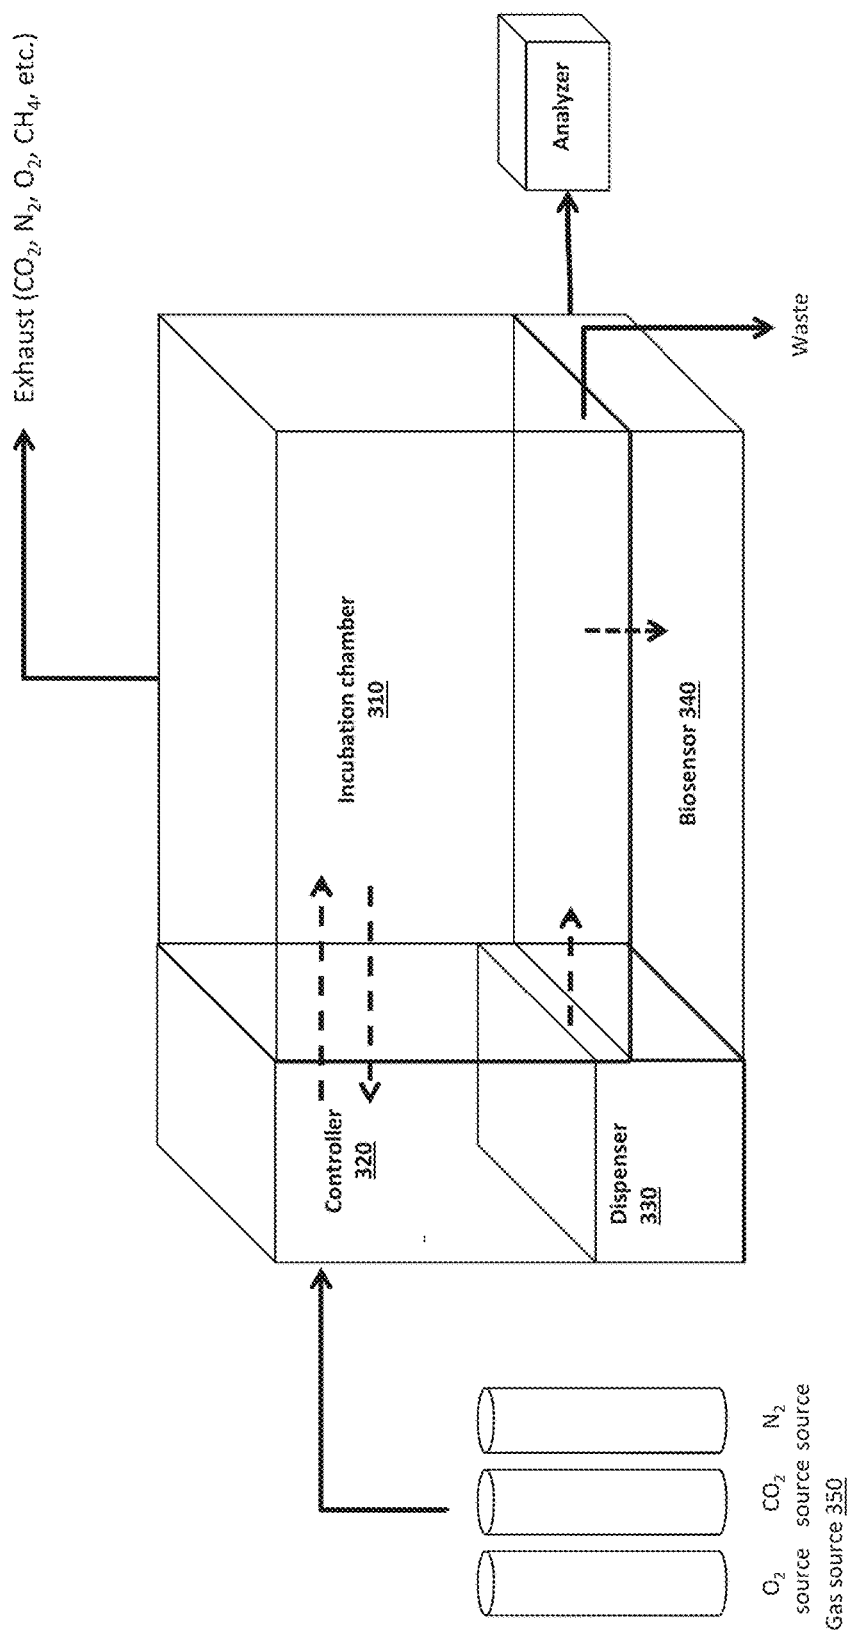 Exhaust (CO2, N2, O2, CH4, etc.)
Analyzer
Incubation chamber
310
Controller
320
Dispenser
330
Biosensor 340
Waste
O2
source
CO2
source
N2
source
Gas source 350